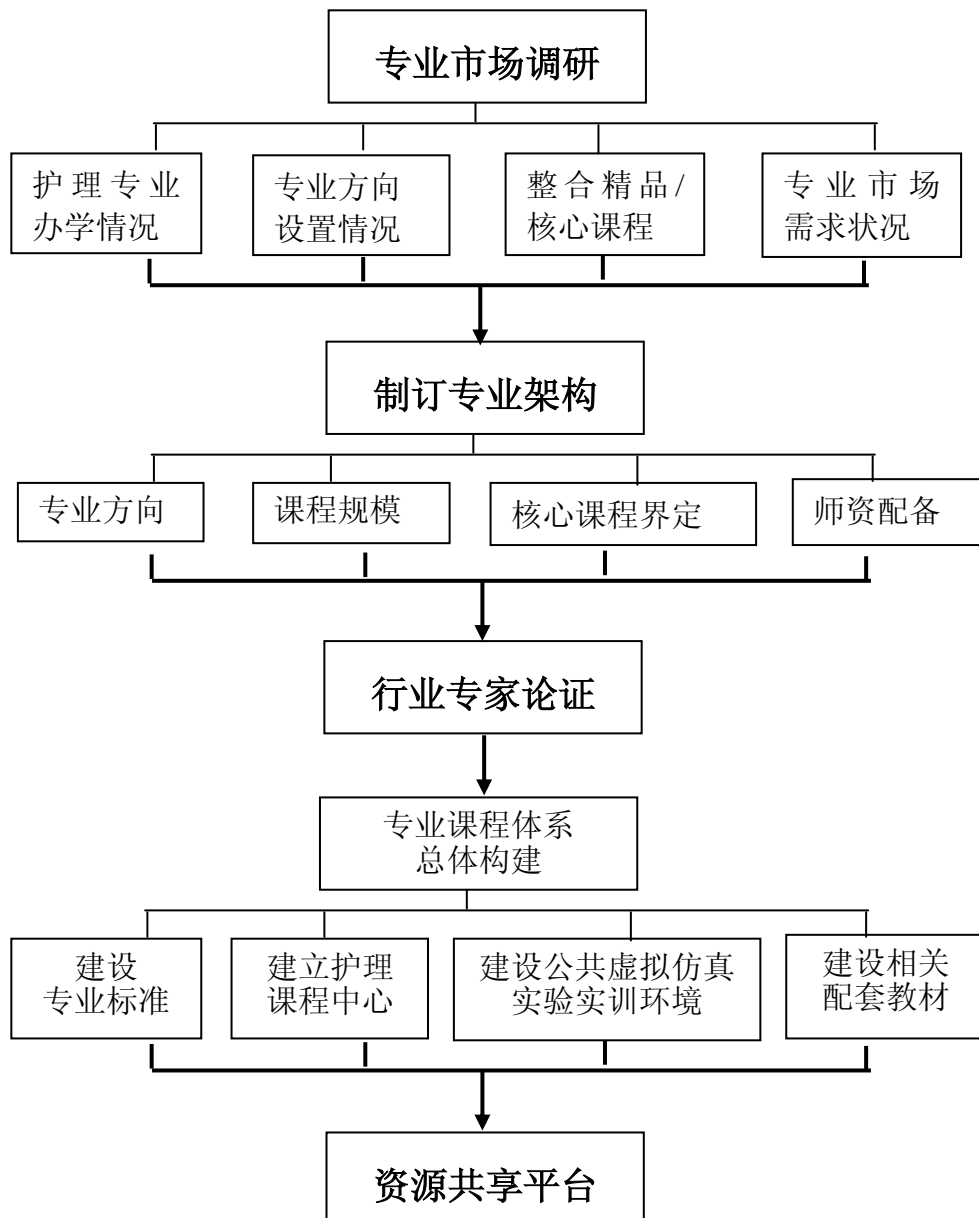 专业市场调研
护理专业
办学情况
专业方向
设置情况
整合精品/
核心课程
专业市场
需求状况
制订专业架构
专业方向
课程规模
核心课程界定
师资配备
行业专家论证
专业课程体系
总体构建
建设
专业标准
建立护理
课程中心
建设公共虚拟仿真
实验实训环境
建设相关
配套教材
资源共享平台